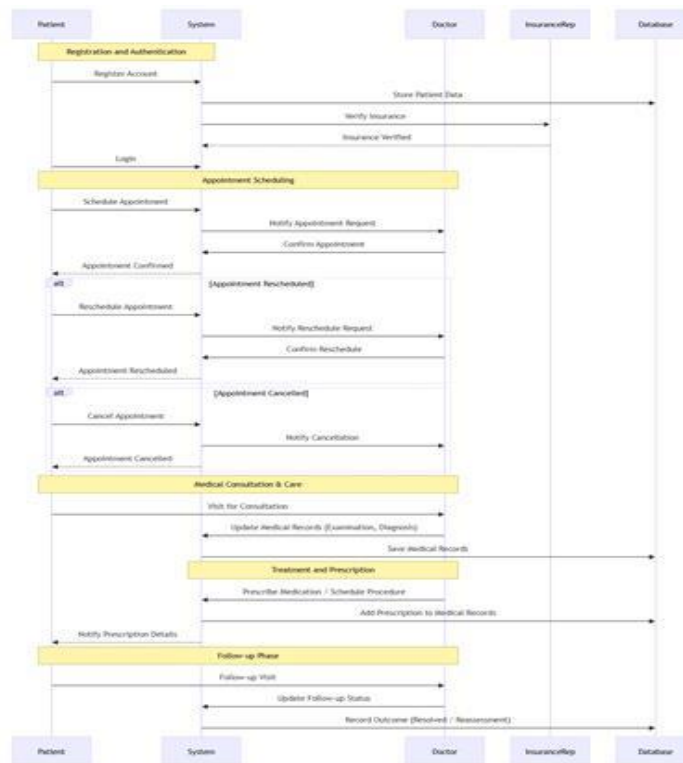 Patient System Doctor InsuranceRep Database
Registration and Authentication
Register Account
Store Patient Data
Verify Insurance
Insurance Verified
Login
Appointment Scheduling
Schedule Appointment
Notify Appointment Request
Confirm Appointment
Appointment Confirmed
alt [Appointment Rescheduled]
Reschedule Appointment
Notify Reschedule Request
Confirm Reschedule
Appointment Rescheduled
alt [Appointment Cancelled]
Cancel Appointment
Notify Cancellation
Appointment Cancelled
Medical Consultation & Care
Visit for Consultation
Update Medical Records (Examination, Diagnosis)
Save Medical Records
Treatment and Prescription
Prescribe Medication / Schedule Procedure
Add Prescription to Medical Records
Notify Prescription Details
Follow-up Phase
Follow-up Visit
Update Follow-up Status
Record Outcome (Resolved / Reassessment)
Patient System Doctor InsuranceRep Database